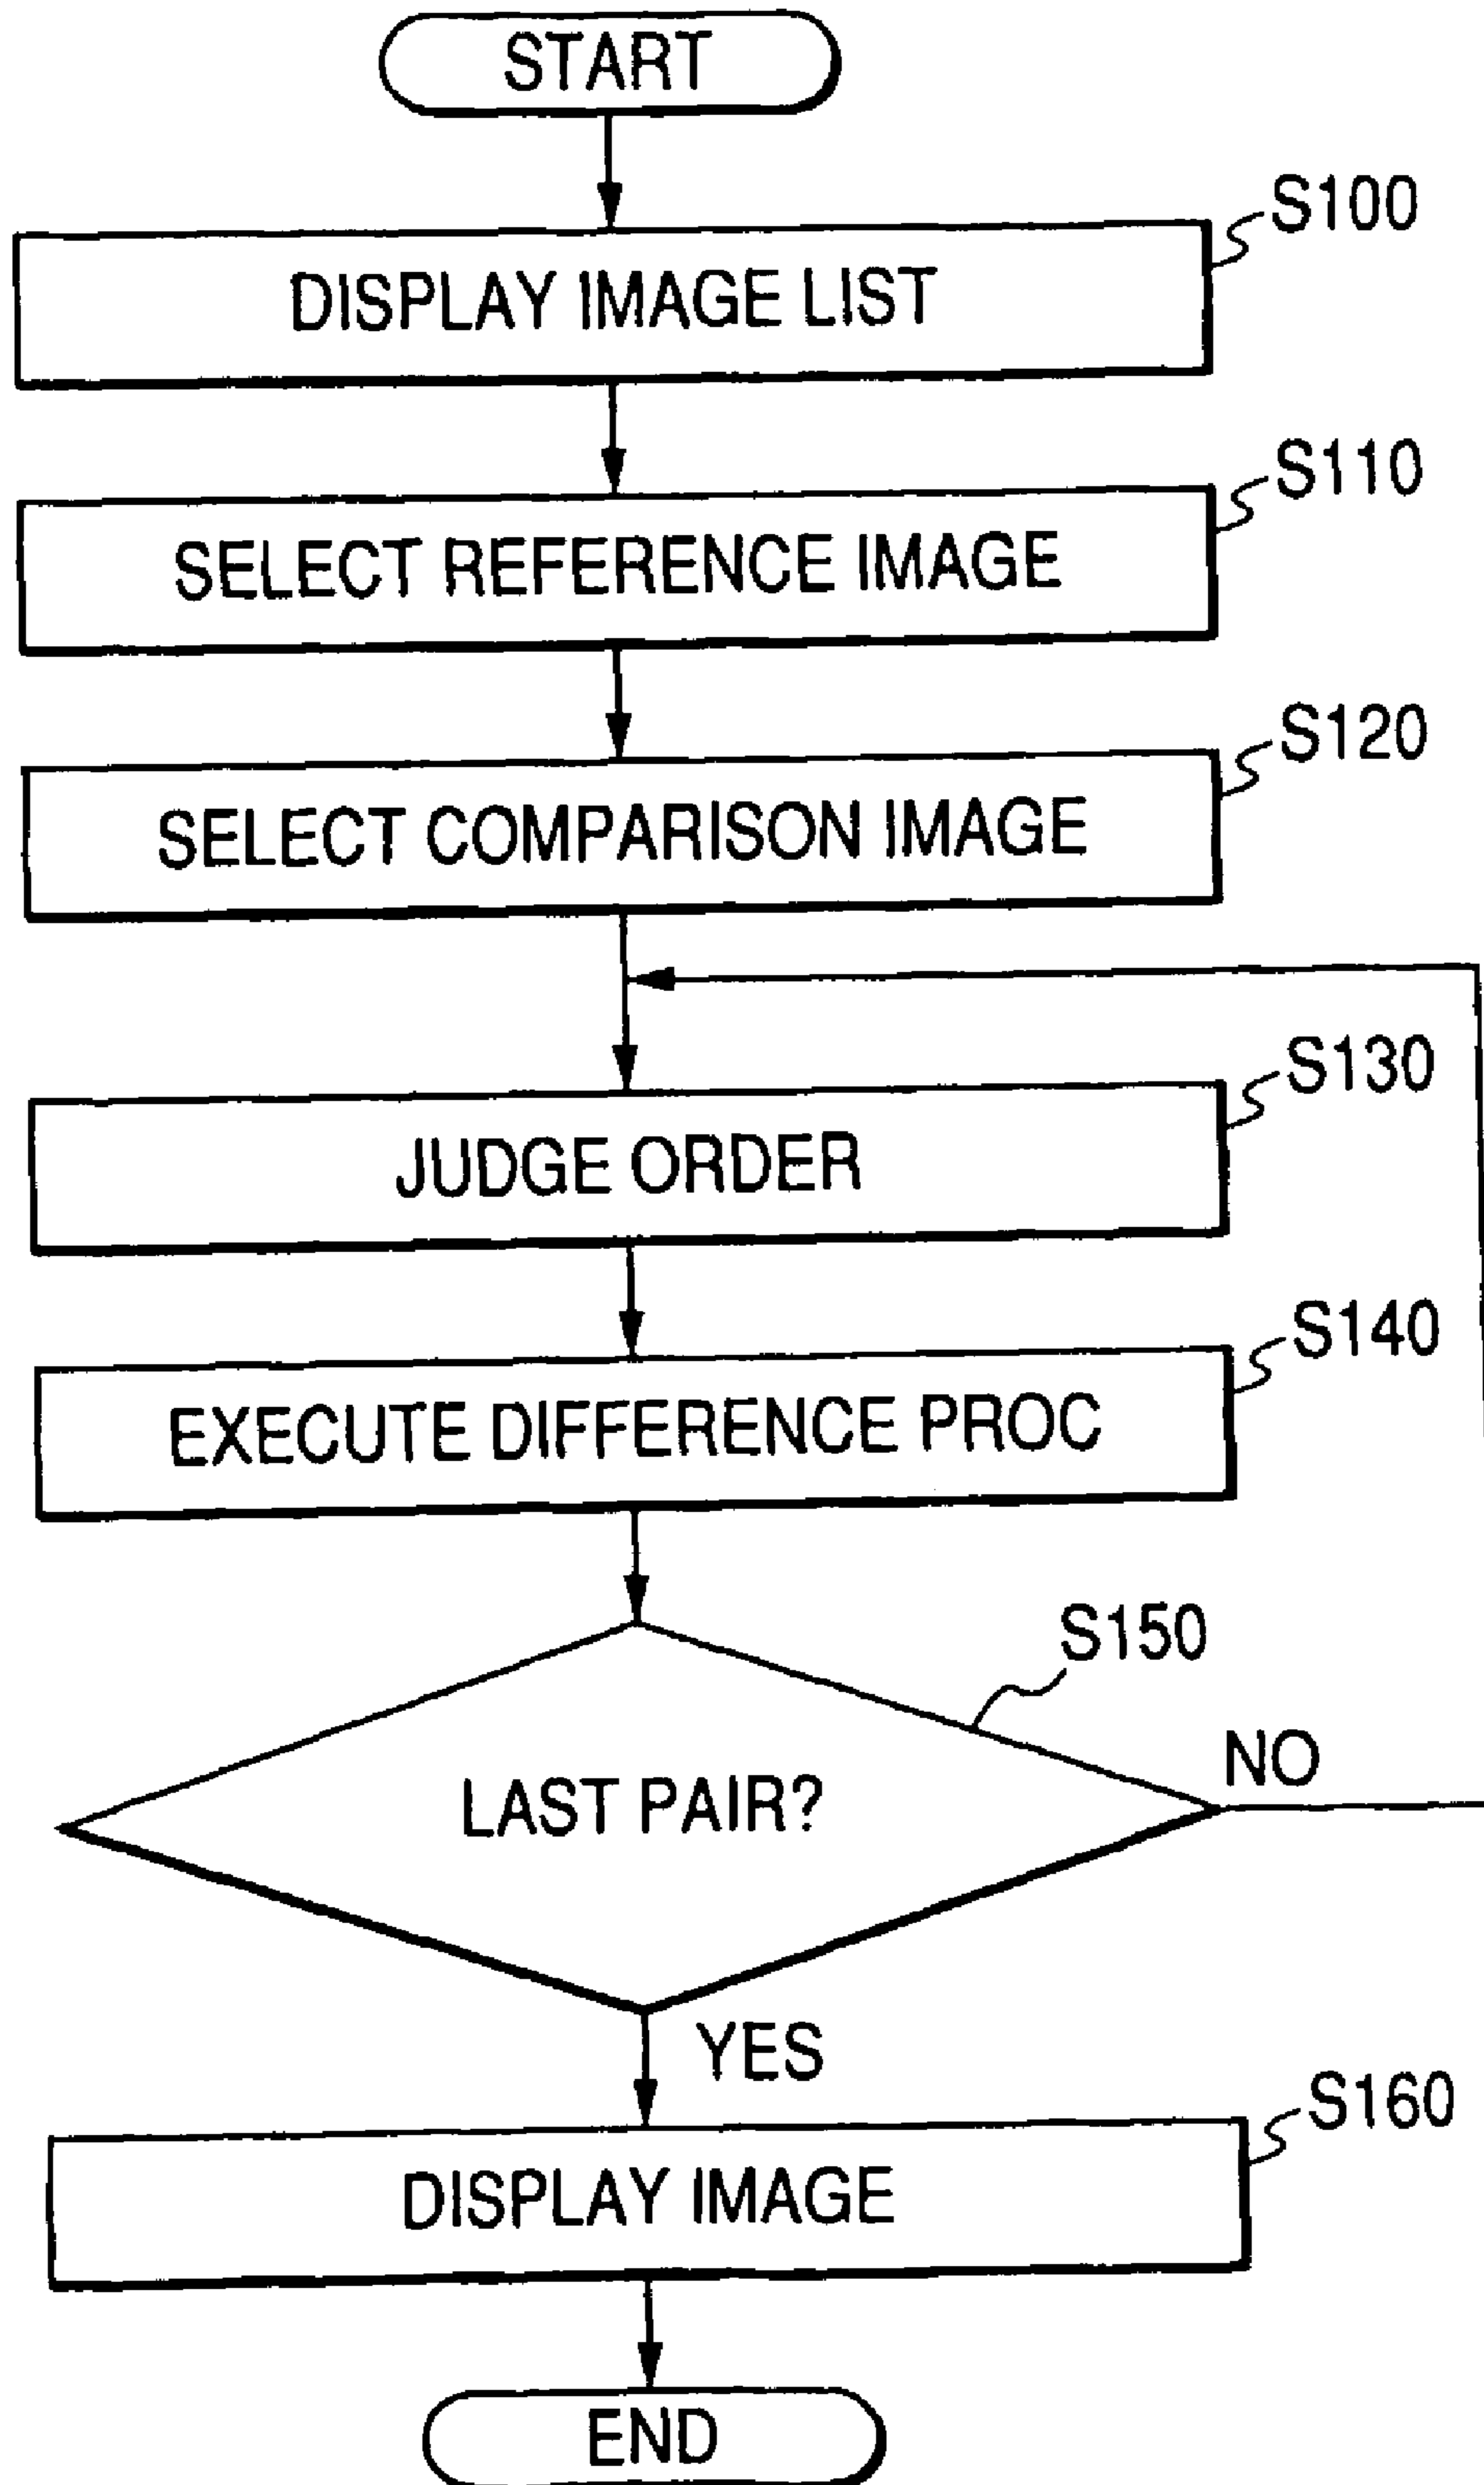 START
S100
DISPLAY IMAGE LIST
S110
SELECT REFERENCE IMAGE
S120
SELECT COMPARISON IMAGE
S130
JUDGE ORDER
S140
EXECUTE DIFFERENCE PROC
S150
LAST PAIR?
NO
YES
S160
DISPLAY IMAGE
END